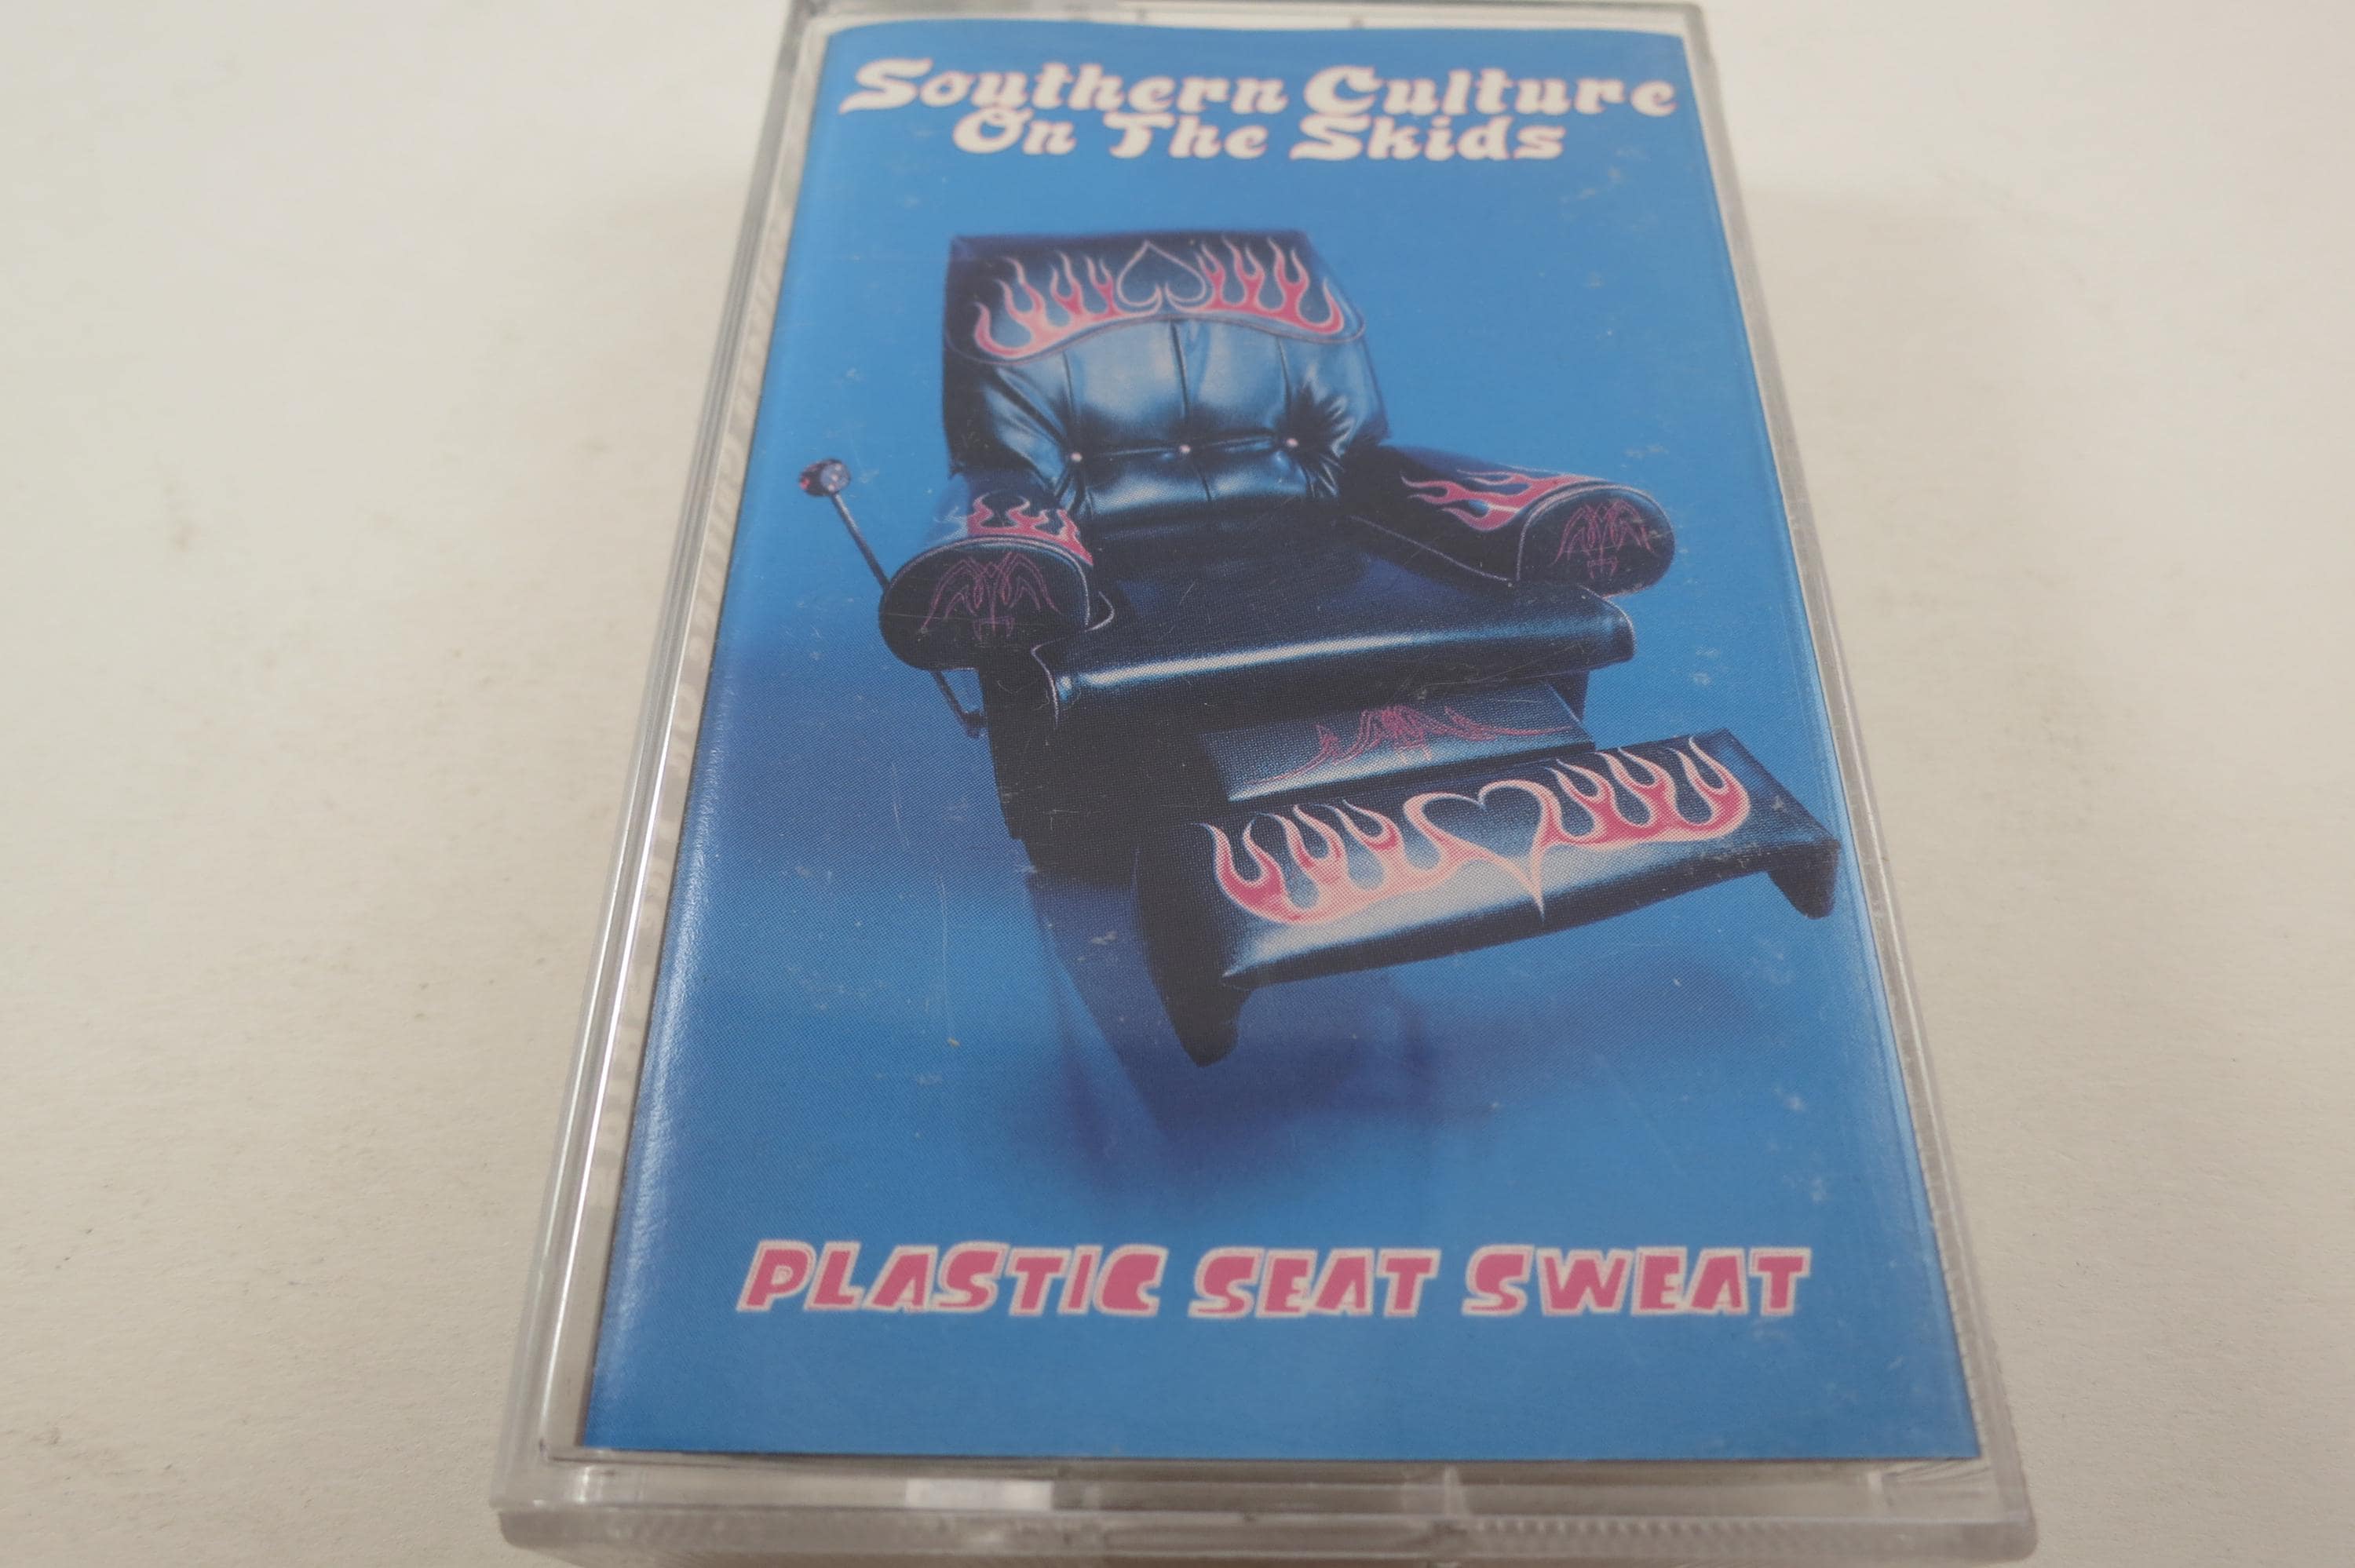 Southern Culture
On The Skids
PLASTIC SEAT SWEAT